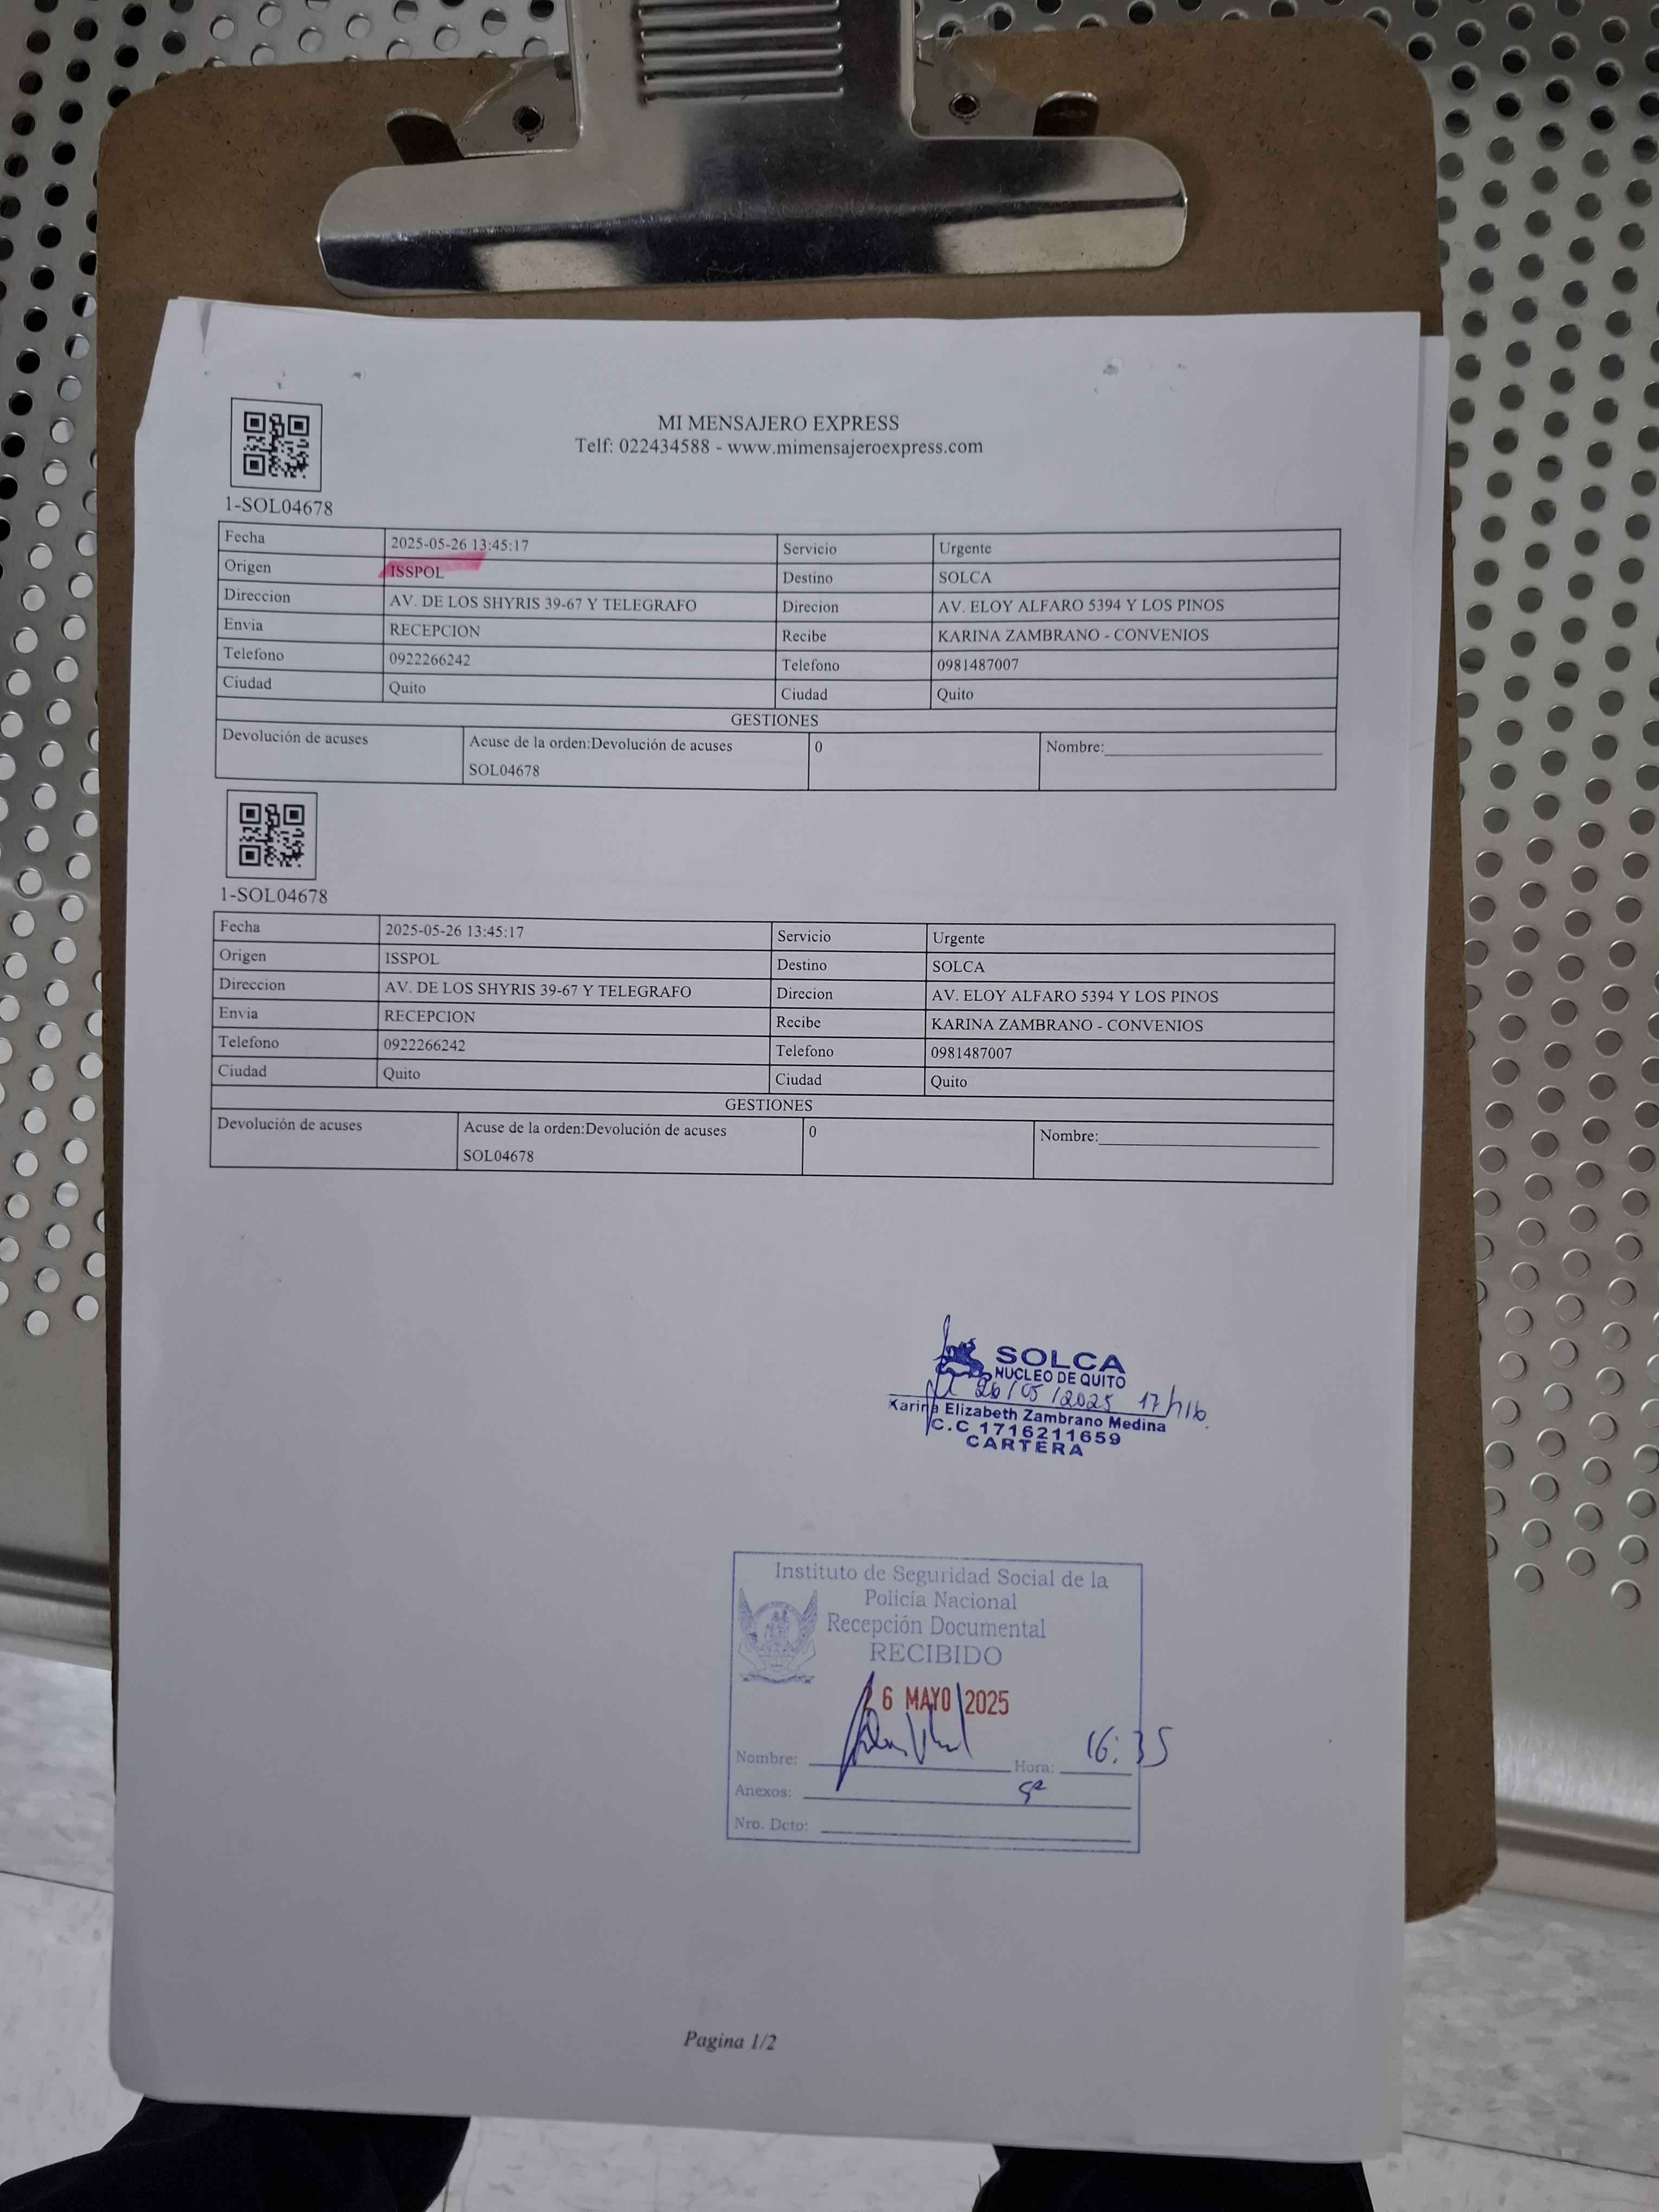 MI MENSAJERO EXPRESS
Telf: 022434588 - www.mimensajeroexpress.com
1-SOL04678
Fecha 2025-05-26 13:45:17 Servicio Urgente
Origen ISSPOL Destino SOLCA
Direccion AV. DE LOS SHYRIS 39-67 Y TELEGRAFO Direcion AV. ELOY ALFARO 5394 Y LOS PINOS
Envia RECEPCION Recibe KARINA ZAMBRANO - CONVENIOS
Telefono 0922266242 Telefono 0981487007
Ciudad Quito Ciudad Quito
GESTIONES
Devolución de acuses Acuse de la orden:Devolución de acuses 0 Nombre:
SOL04678
1-SOL04678
Fecha 2025-05-26 13:45:17 Servicio Urgente
Origen ISSPOL Destino SOLCA
Direccion AV. DE LOS SHYRIS 39-67 Y TELEGRAFO Direcion AV. ELOY ALFARO 5394 Y LOS PINOS
Envia RECEPCION Recibe KARINA ZAMBRANO - CONVENIOS
Telefono 0922266242 Telefono 0981487007
Ciudad Quito Ciudad Quito
GESTIONES
Devolución de acuses Acuse de la orden:Devolución de acuses 0 Nombre:
SOL04678
SOLCA
NUCLEO DE QUITO
26/05/2025 17h16
Karina Elizabeth Zambrano Medina
C.C 1716211659
CARTERA
Instituto de Seguridad Social de la
Policía Nacional
Recepción Documental
RECIBIDO
26 MAYO 2025
Nombre: Hora: 16:35
Anexos:
Nro. Dcto:
Pagina 1/2